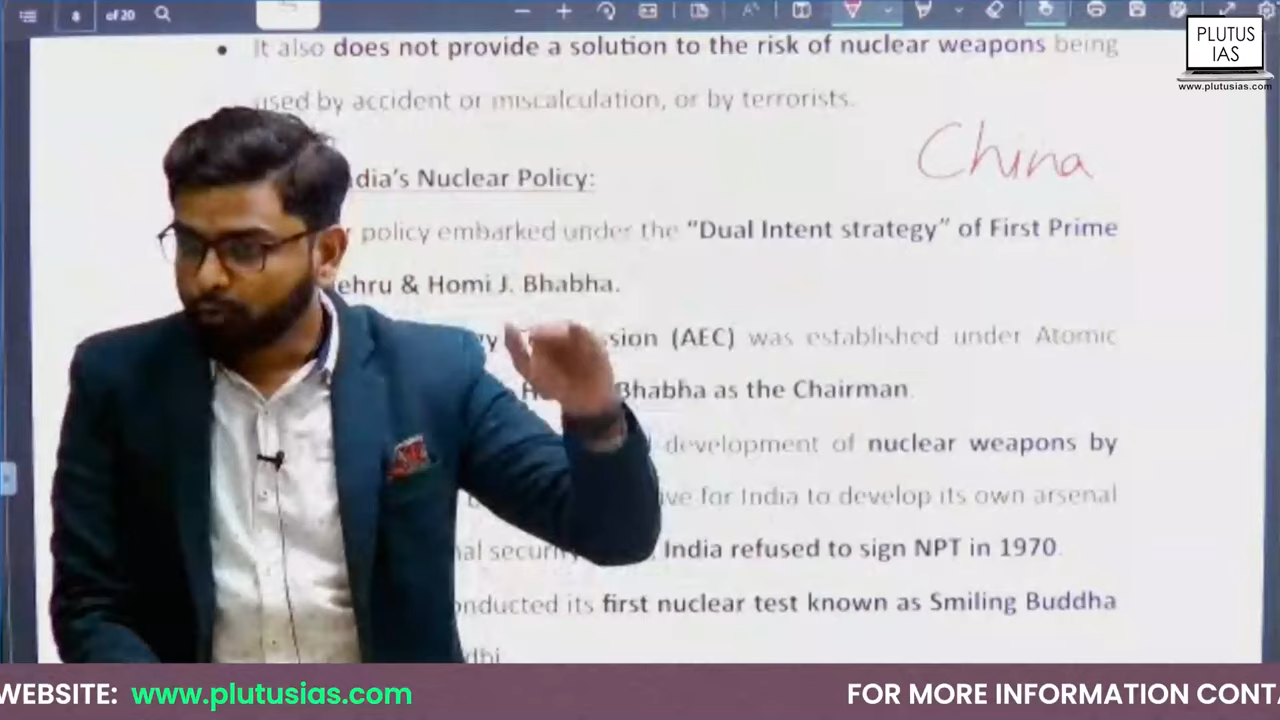 8 of 20
PLUTUS
IAS
www.plutusias.com
It also does not provide a solution to the risk of nuclear weapons being
used by accident or miscalculation, or by terrorists.
China
dia's Nuclear Policy:
policy embarked under the "Dual Intent strategy" of First Prime
ehru & Homi J. Bhabha.
sion (AEC) was established under Atomic
Bhabha as the Chairman.
development of nuclear weapons by
ve for India to develop its own arsenal
nal security India refused to sign NPT in 1970.
onducted its first nuclear test known as Smiling Buddha
dhi
WEBSITE: www.plutusias.com
FOR MORE INFORMATION CONTA